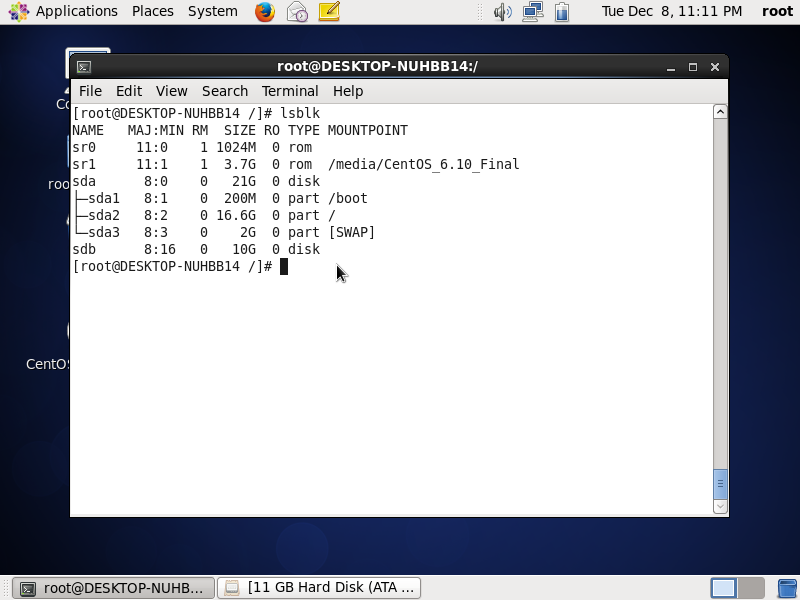 Applications Places System Tue Dec 8, 11:11 PM root
root@DESKTOP-NUHBB14:/
File Edit View Search Terminal Help
[root@DESKTOP-NUHBB14 /]# lsblk
NAME   MAJ:MIN RM   SIZE RO TYPE MOUNTPOINT
sr0     11:0    1  1024M  0 rom
sr1     11:1    1   3.7G  0 rom  /media/CentOS_6.10_Final
sda      8:0    0    21G  0 disk
├─sda1   8:1    0   200M  0 part /boot
├─sda2   8:2    0  16.6G  0 part /
└─sda3   8:3    0     2G  0 part [SWAP]
sdb      8:16   0    10G  0 disk
[root@DESKTOP-NUHBB14 /]#
Co
roo
CentOS
root@DESKTOP-NUHB... [11 GB Hard Disk (ATA ...